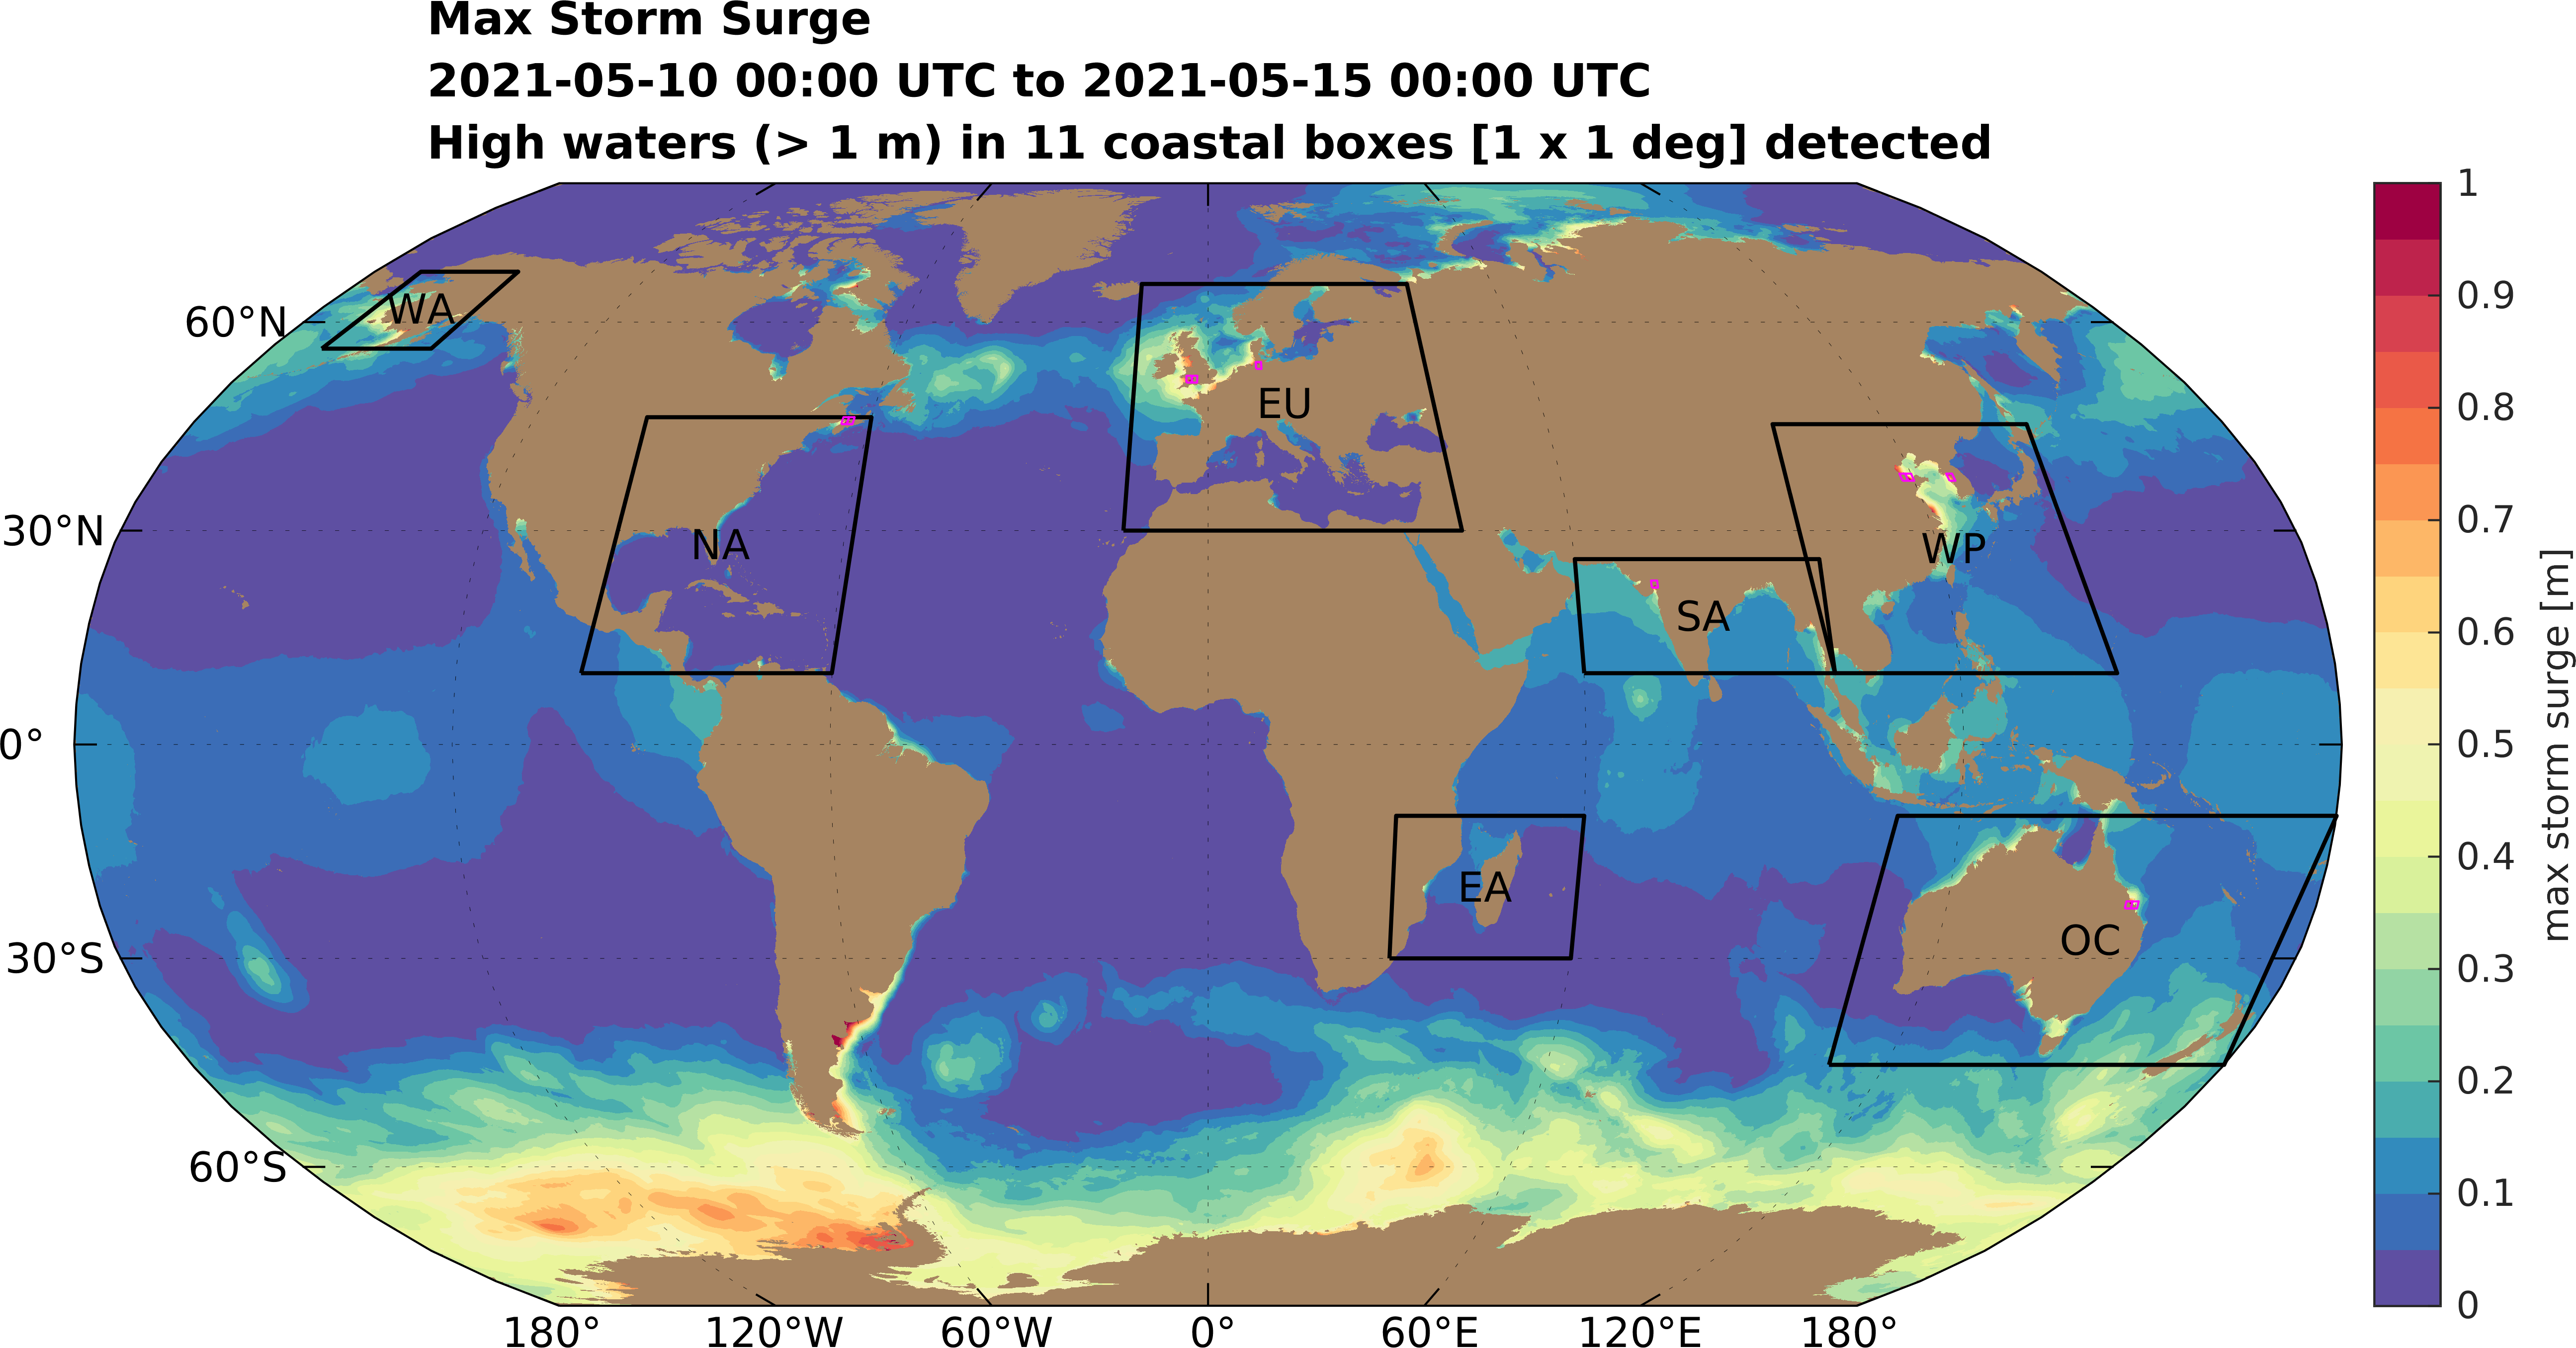 Max Storm Surge
2021-05-10 00:00 UTC to 2021-05-15 00:00 UTC
High waters (> 1 m) in 11 coastal boxes [1 x 1 deg] detected
60°N
30°N
0°
30°S
60°S
WA
EU
NA
WP
SA
EA
OC
180°
120°W
60°W
0°
60°E
120°E
180°
1
0.9
0.8
0.7
0.6
0.5
0.4
0.3
0.2
0.1
0
max storm surge [m]